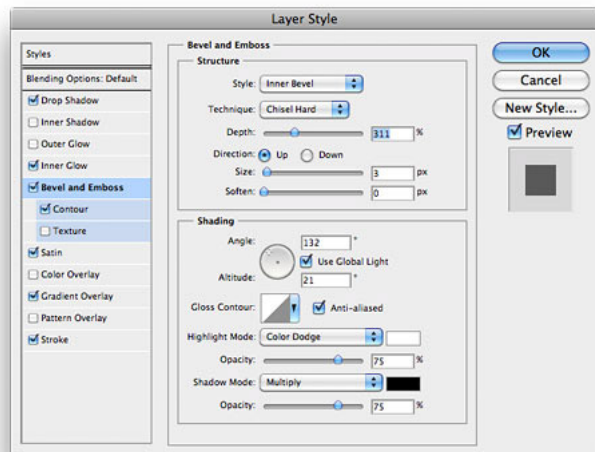 Layer Style
Styles
Blending Options: Default
Drop Shadow
Inner Shadow
Outer Glow
Inner Glow
Bevel and Emboss
Contour
Texture
Satin
Color Overlay
Gradient Overlay
Pattern Overlay
Stroke
Bevel and Emboss
Structure
Style: Inner Bevel
Technique: Chisel Hard
Depth: 311 %
Direction: Up Down
Size: 3 px
Soften: 0 px
Shading
Angle: 132 °
Use Global Light
Altitude: 21 °
Gloss Contour: Anti-aliased
Highlight Mode: Color Dodge
Opacity: 75 %
Shadow Mode: Multiply
Opacity: 75 %
OK
Cancel
New Style...
Preview